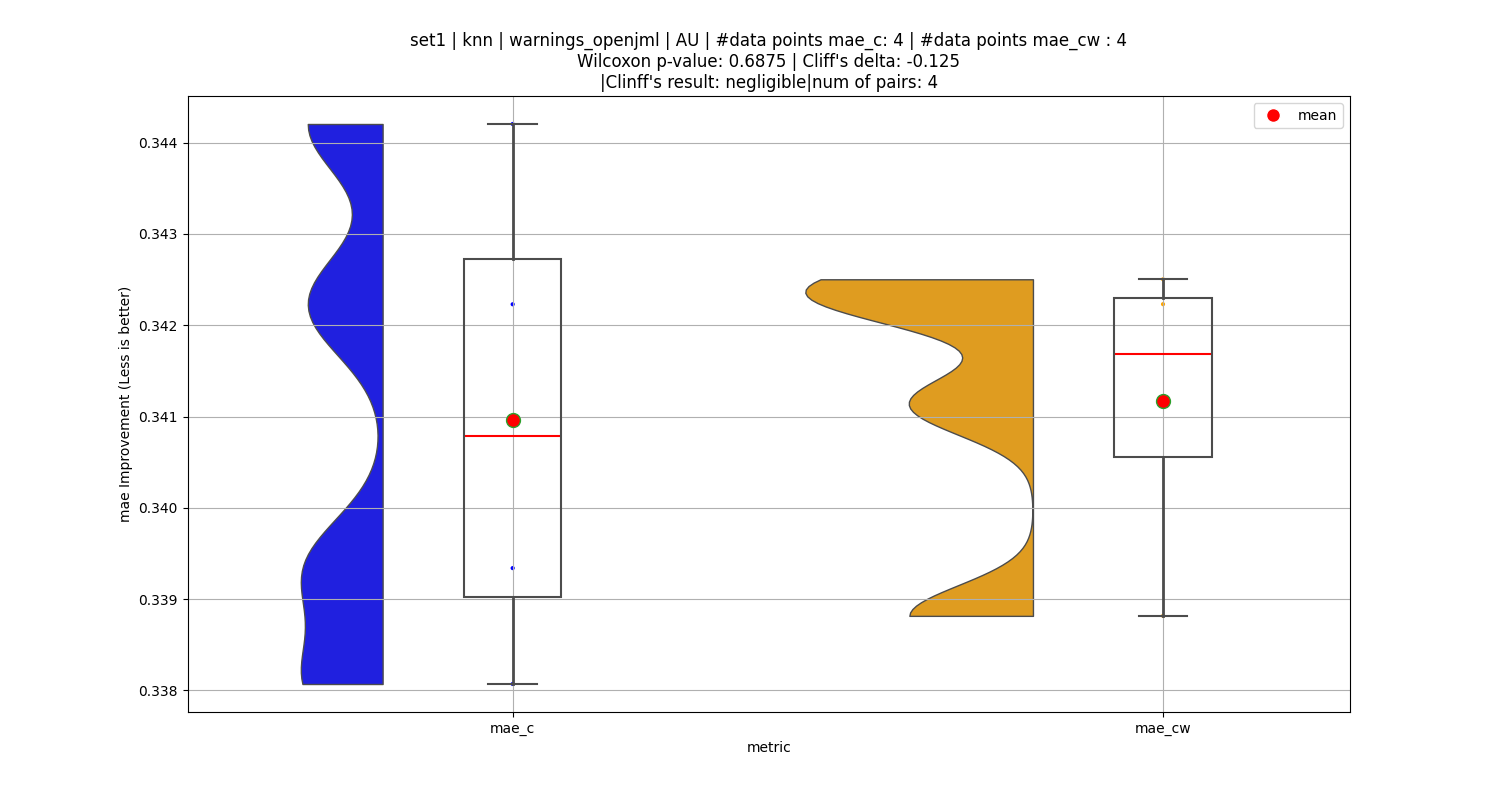 set1 | knn | warnings_openjml | AU | #data points mae_c: 4 | #data points mae_cw : 4
Wilcoxon p-value: 0.6875 | Cliff's delta: -0.125
|Clinff's result: negligible|num of pairs: 4
mean
0.344
0.343
0.342
0.341
0.340
0.339
0.338
mae Improvement (Less is better)
mae_c
mae_cw
metric